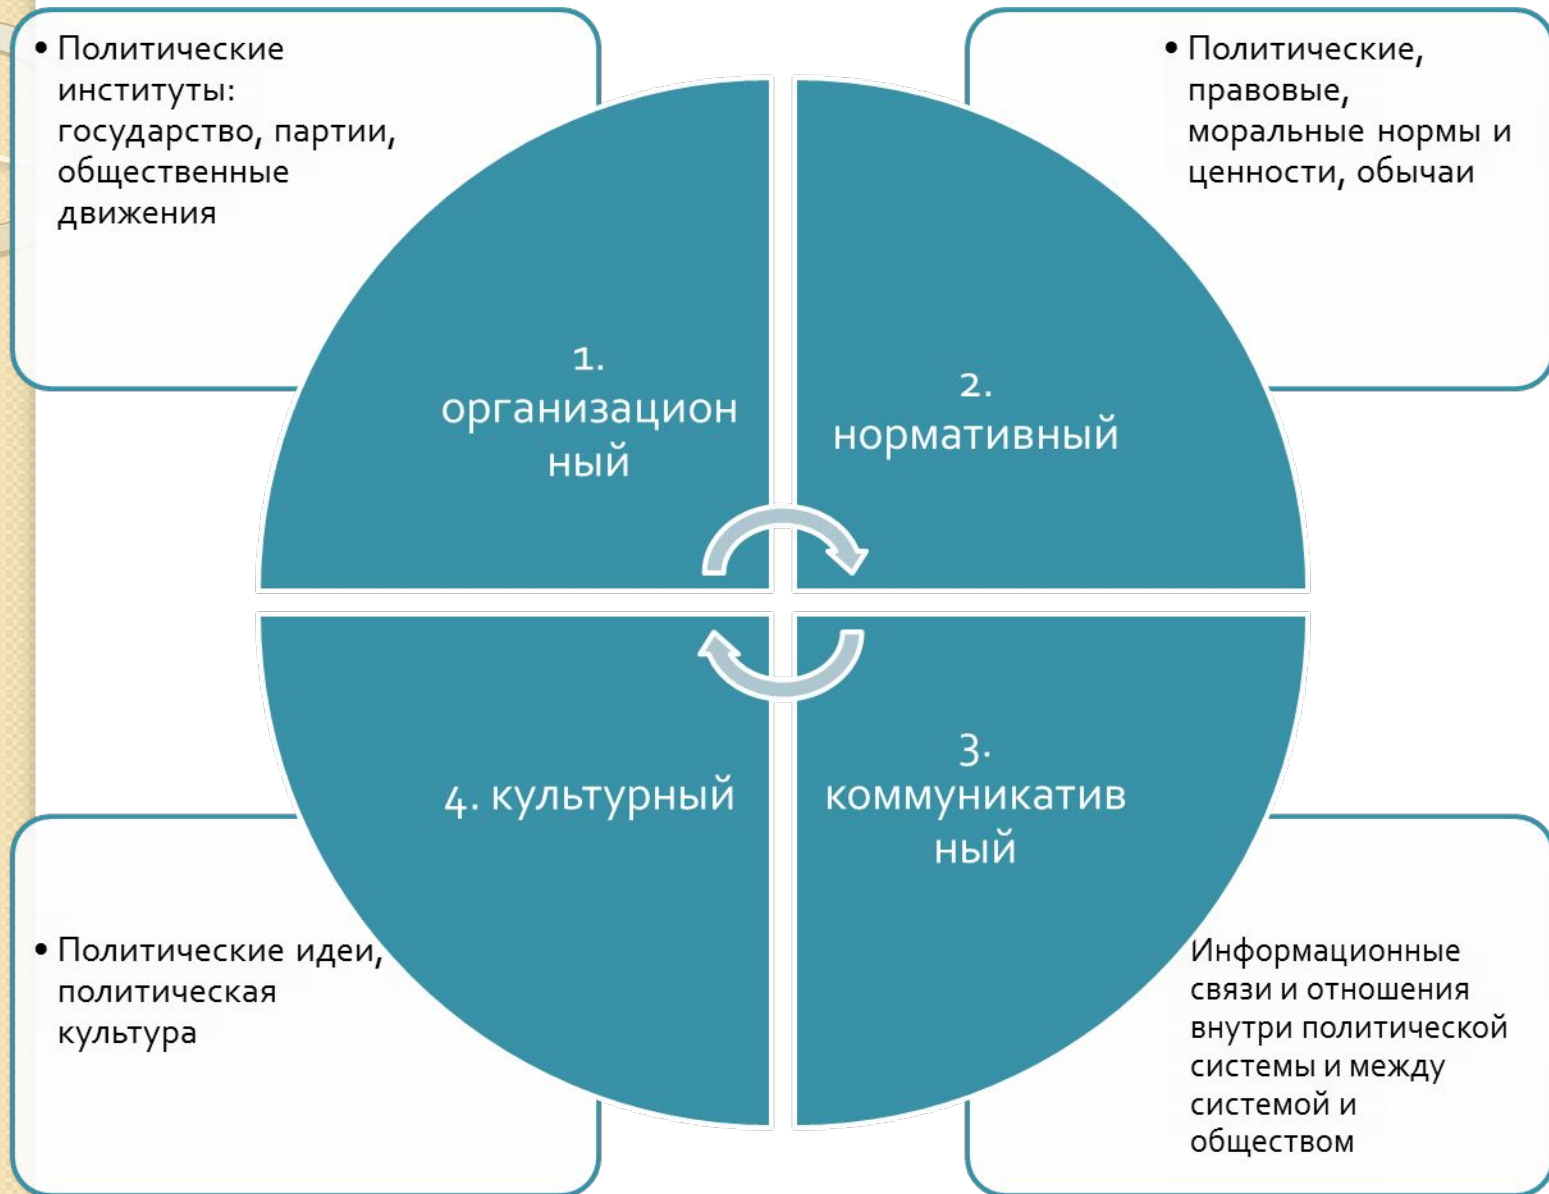 • Политические
институты:
государство, партии,
общественные
движения
• Политические,
правовые,
моральные нормы и
ценности, обычаи
1.
организацион
ный
2.
нормативный
3.
коммуникатив
ный
4. культурный
• Политические идеи,
политическая
культура
Информационные
связи и отношения
внутри политической
системы и между
системой и
обществом